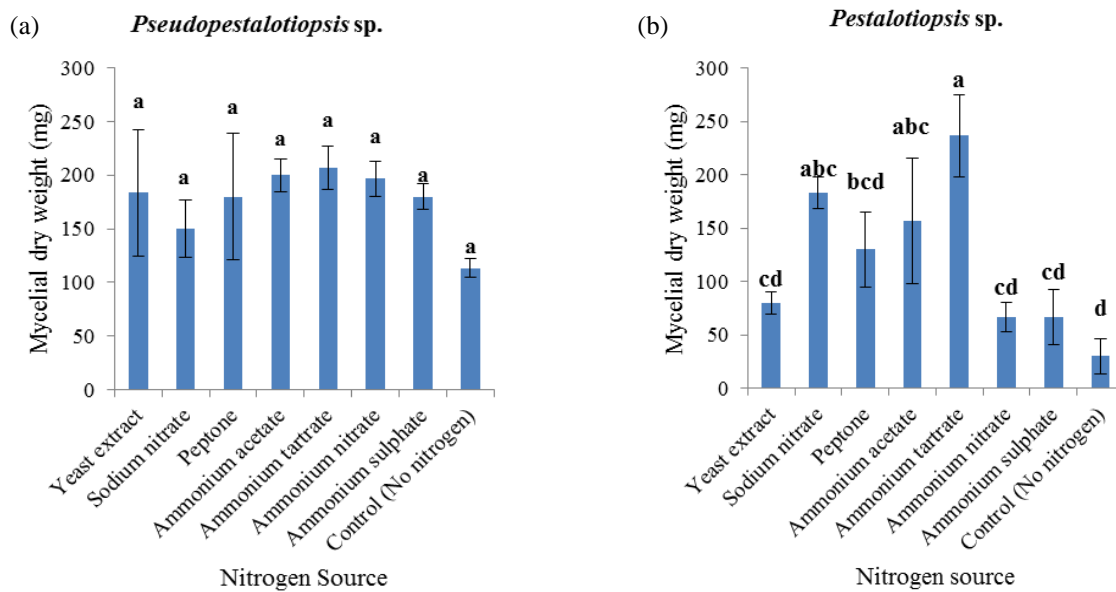 (a)
Pseudopestalotiopsis sp.
Mycelial dry weight (mg)
300
250
200
150
100
50
0
a
a
a
a
a
a
a
a
Yeast extract
Sodium nitrate
Peptone
Ammonium acetate
Ammonium tartrate
Ammonium nitrate
Ammonium sulphate
Control (No nitrogen)
Nitrogen Source
(b)
Pestalotiopsis sp.
Mycelial dry weight (mg)
300
250
200
150
100
50
0
cd
abc
bcd
abc
a
cd
cd
d
Yeast extract
Sodium nitrate
Peptone
Ammonium acetate
Ammonium tartrate
Ammonium nitrate
Ammonium sulphate
Control (No nitrogen)
Nitrogen source